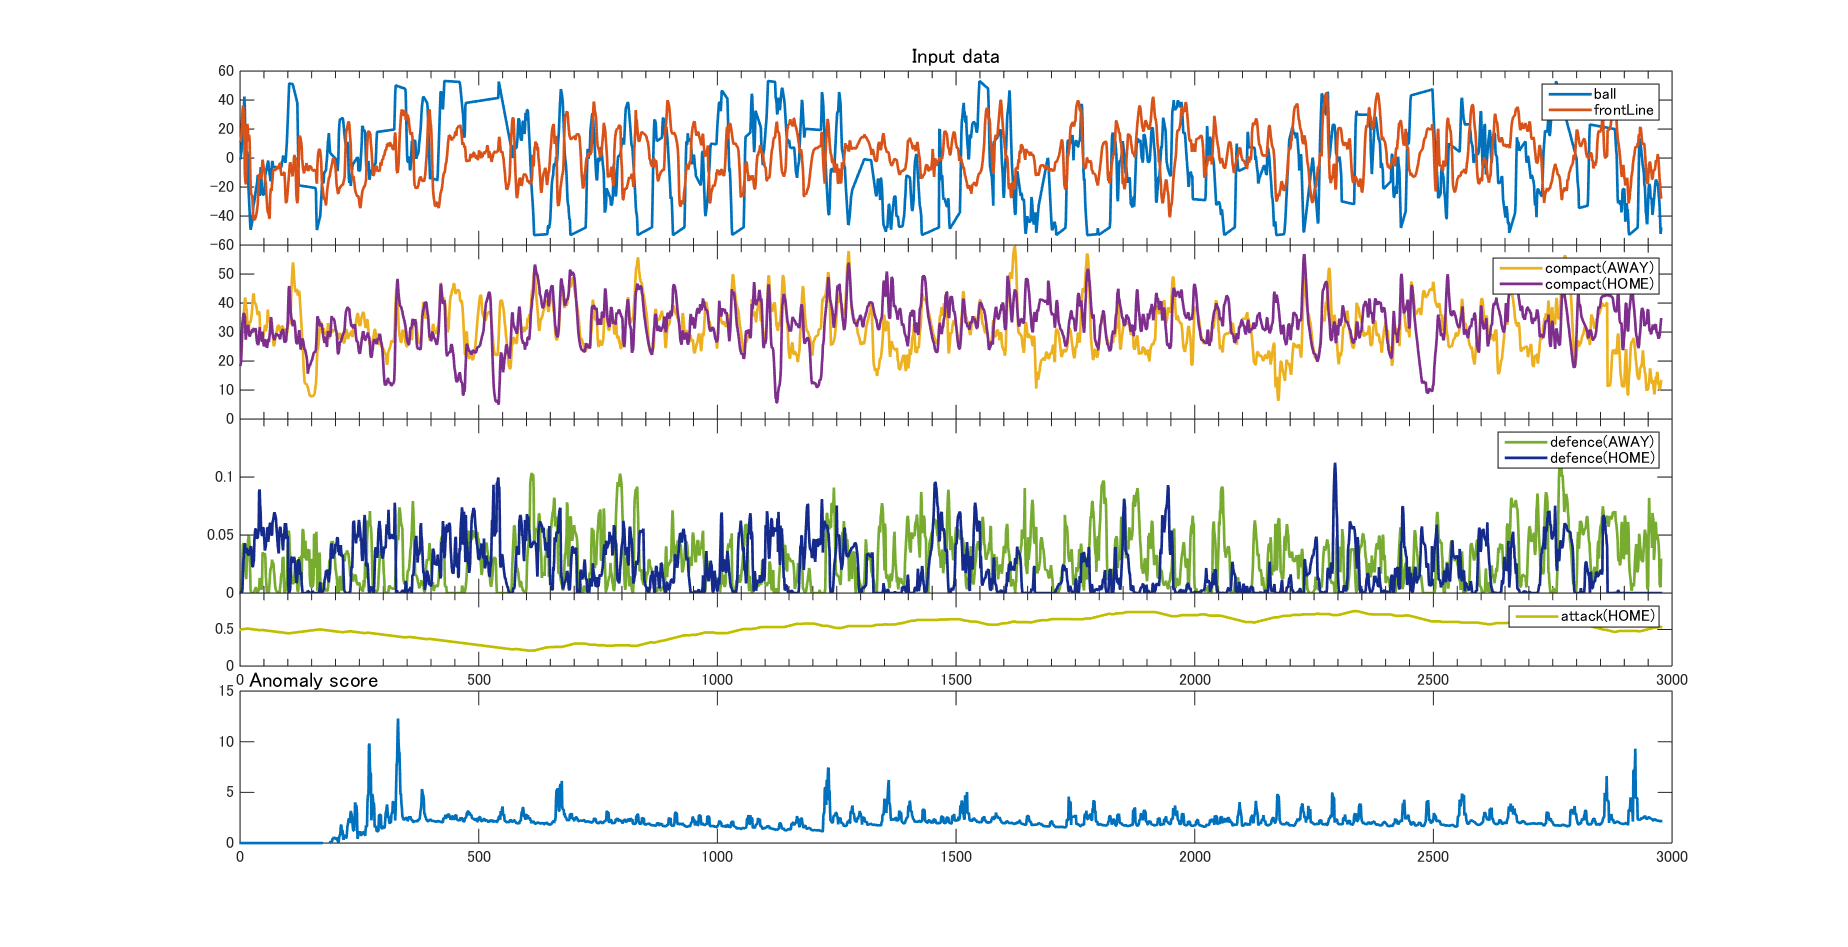 Input data
60
40
20
0
−20
−40
−60
ball
frontLine
50
40
30
20
10
0
compact(AWAY)
compact(HOME)
0.1
0.05
0
defence(AWAY)
defence(HOME)
0.5
0
attack(HOME)
0 500 1000 1500 2000 2500 3000
Anomaly score
15
10
5
0
0 500 1000 1500 2000 2500 3000